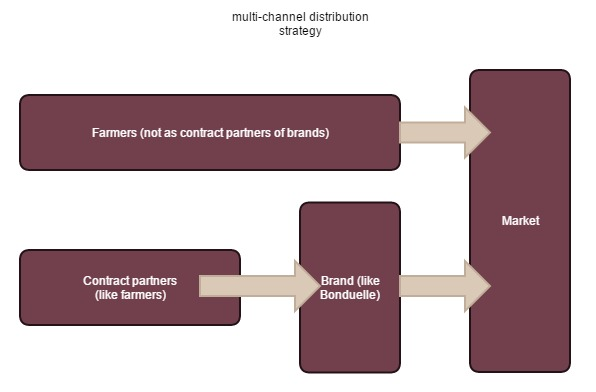 multi-channel distribution
strategy
Farmers (not as contract partners of brands)
Market
Contract partners
(like farmers)
Brand (like
Bonduelle)